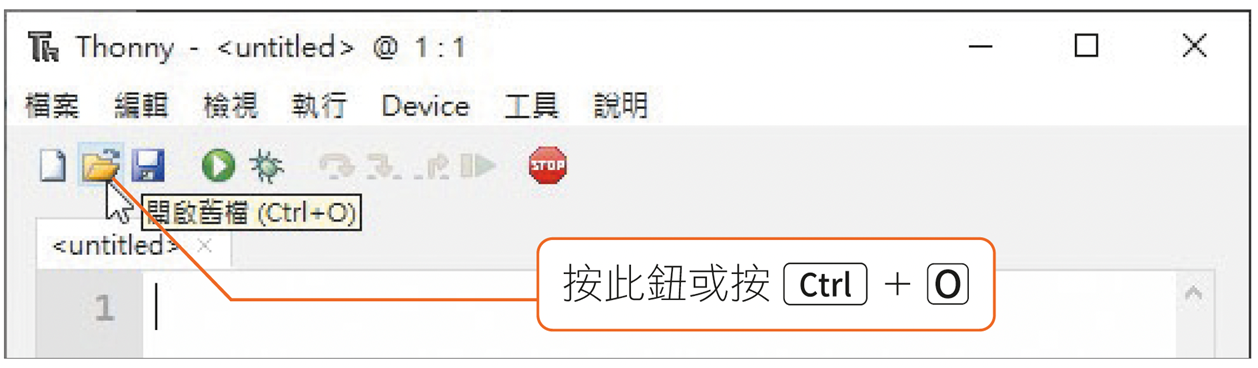 Thonny - <untitled> @ 1 : 1
檔案 編輯 檢視 執行 Device 工具 說明
STOP
開啟舊檔 (Ctrl+O)
<untitled> ×
按此鈕或按 Ctrl + O
1